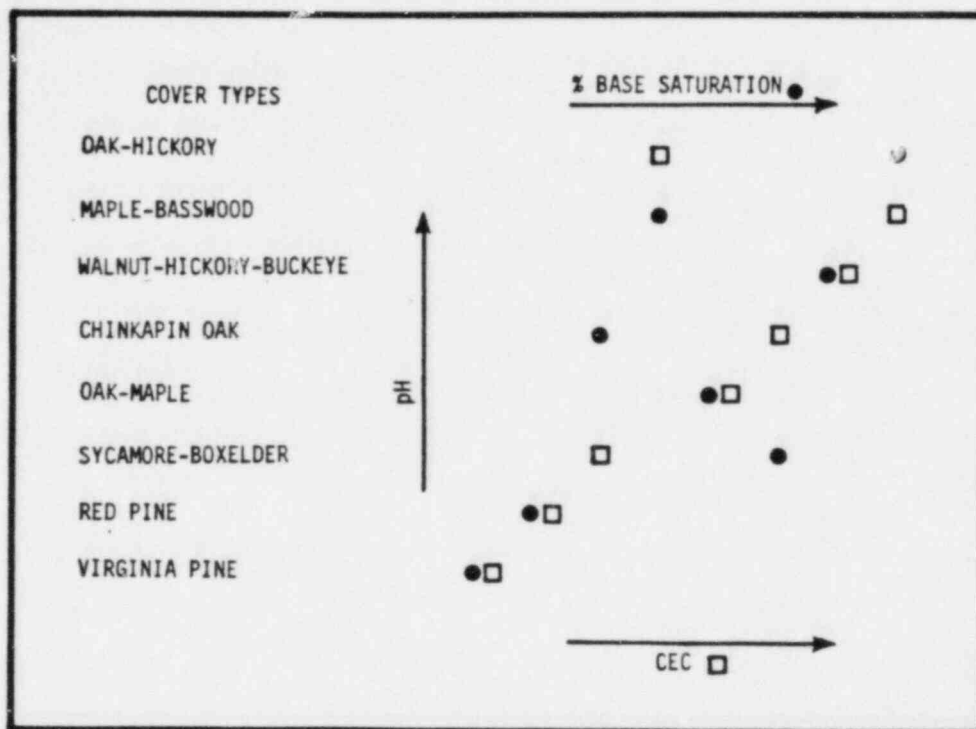 COVER TYPES
% BASE SATURATION
OAK-HICKORY
MAPLE-BASSWOOD
WALNUT-HICKORY-BUCKEYE
CHINKAPIN OAK
OAK-MAPLE
SYCAMORE-BOXELDER
RED PINE
VIRGINIA PINE
pH
CEC